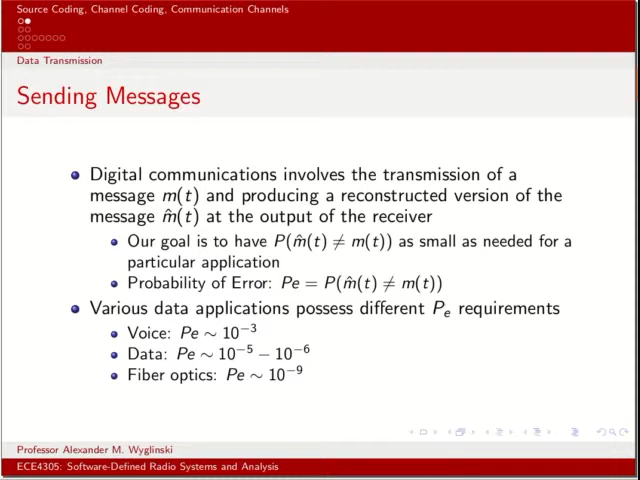 Source Coding, Channel Coding, Communication Channels
Data Transmission
Sending Messages
Digital communications involves the transmission of a
message m(t) and producing a reconstructed version of the
message m̂(t) at the output of the receiver
Our goal is to have P(m̂(t) ≠ m(t)) as small as needed for a
particular application
Probability of Error: Pe = P(m̂(t) ≠ m(t))
Various data applications possess different Pₑ requirements
Voice: Pe ∼ 10⁻³
Data: Pe ∼ 10⁻⁵ − 10⁻⁶
Fiber optics: Pe ∼ 10⁻⁹
Professor Alexander M. Wyglinski
ECE4305: Software-Defined Radio Systems and Analysis